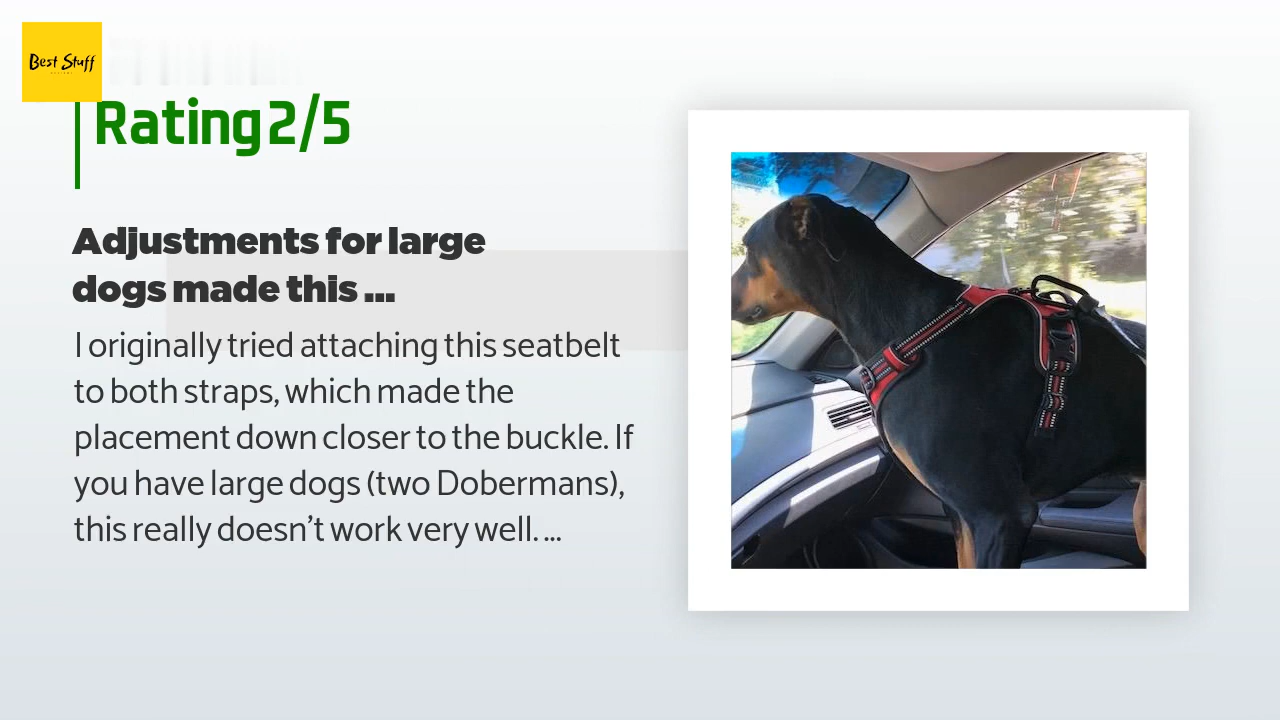 Best Stuff
Rating 2/5
Adjustments for large
dogs made this ...
I originally tried attaching this seatbelt
to both straps, which made the
placement down closer to the buckle. If
you have large dogs (two Dobermans),
this really doesn't work very well. ...